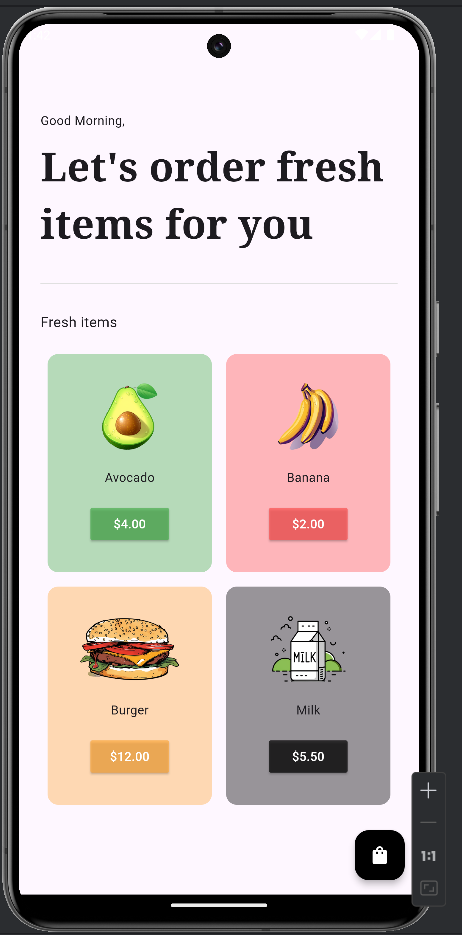 Good Morning,
Let's order fresh
items for you
Fresh items
Avocado
Banana
$4.00
$2.00
MILK
Burger
Milk
$12.00
$5.50
1:1